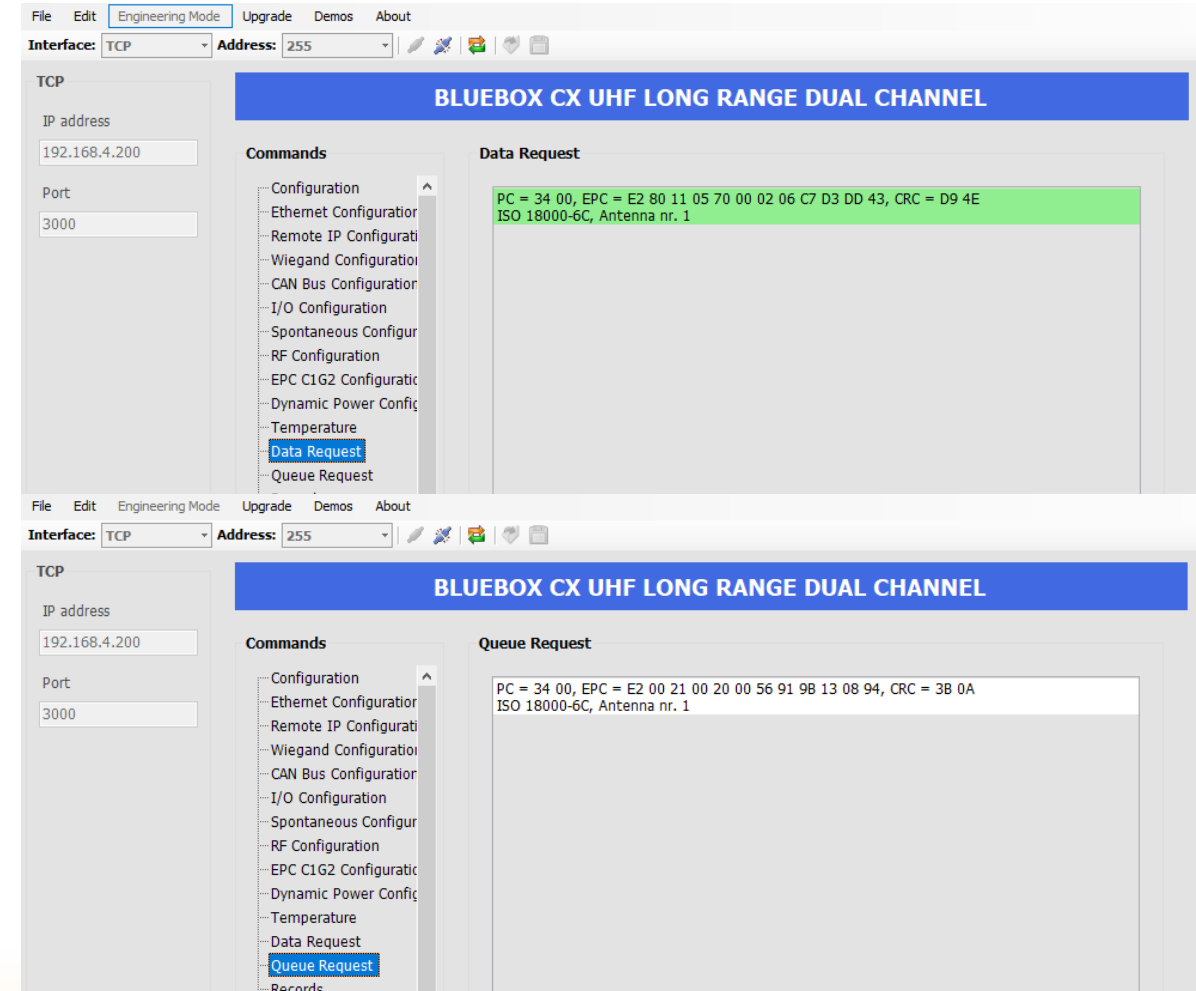 File Edit Engineering Mode Upgrade Demos About
Interface: TCP Address: 255
TCP
BLUEBOX CX UHF LONG RANGE DUAL CHANNEL
IP address
192.168.4.200
Commands
Data Request
Port
3000
Configuration
Ethernet Configuration
Remote IP Configurati
Wiegand Configuration
CAN Bus Configuration
I/O Configuration
Spontaneous Configur
RF Configuration
EPC C1G2 Configuratic
Dynamic Power Config
Temperature
Data Request
Queue Request
PC = 34 00, EPC = E2 80 11 05 70 00 02 06 C7 D3 DD 43, CRC = D9 4E
ISO 18000-6C, Antenna nr. 1
File Edit Engineering Mode Upgrade Demos About
Interface: TCP Address: 255
TCP
BLUEBOX CX UHF LONG RANGE DUAL CHANNEL
IP address
192.168.4.200
Commands
Queue Request
Port
3000
Configuration
Ethernet Configuration
Remote IP Configurati
Wiegand Configuration
CAN Bus Configuration
I/O Configuration
Spontaneous Configur
RF Configuration
EPC C1G2 Configuratic
Dynamic Power Config
Temperature
Data Request
Queue Request
Records
PC = 34 00, EPC = E2 00 21 00 20 00 56 91 9B 13 08 94, CRC = 3B 0A
ISO 18000-6C, Antenna nr. 1